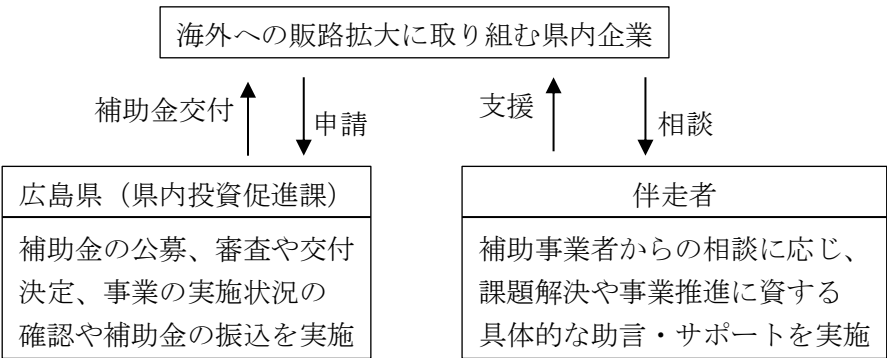 海外への販路拡大に取り組む県内企業
補助金交付
申請
支援
相談
広島県（県内投資促進課）
補助金の公募、審査や交付
決定、事業の実施状況の
確認や補助金の振込を実施
伴走者
補助事業者からの相談に応じ、
課題解決や事業推進に資する
具体的な助言・サポートを実施